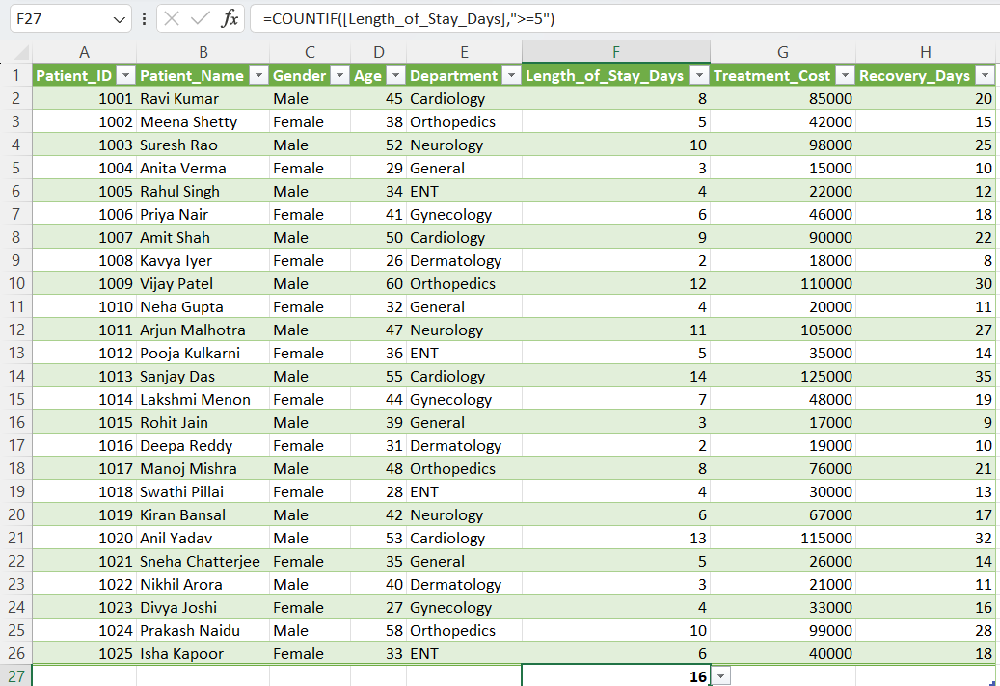 F27 fx =COUNTIF([Length_of_Stay_Days],">=5")
A B C D E F G H
1 Patient_ID Patient_Name Gender Age Department Length_of_Stay_Days Treatment_Cost Recovery_Days
2 1001 Ravi Kumar Male 45 Cardiology 8 85000 20
3 1002 Meena Shetty Female 38 Orthopedics 5 42000 15
4 1003 Suresh Rao Male 52 Neurology 10 98000 25
5 1004 Anita Verma Female 29 General 3 15000 10
6 1005 Rahul Singh Male 34 ENT 4 22000 12
7 1006 Priya Nair Female 41 Gynecology 6 46000 18
8 1007 Amit Shah Male 50 Cardiology 9 90000 22
9 1008 Kavya Iyer Female 26 Dermatology 2 18000 8
10 1009 Vijay Patel Male 60 Orthopedics 12 110000 30
11 1010 Neha Gupta Female 32 General 4 20000 11
12 1011 Arjun Malhotra Male 47 Neurology 11 105000 27
13 1012 Pooja Kulkarni Female 36 ENT 5 35000 14
14 1013 Sanjay Das Male 55 Cardiology 14 125000 35
15 1014 Lakshmi Menon Female 44 Gynecology 7 48000 19
16 1015 Rohit Jain Male 39 General 3 17000 9
17 1016 Deepa Reddy Female 31 Dermatology 2 19000 10
18 1017 Manoj Mishra Male 48 Orthopedics 8 76000 21
19 1018 Swathi Pillai Female 28 ENT 4 30000 13
20 1019 Kiran Bansal Male 42 Neurology 6 67000 17
21 1020 Anil Yadav Male 53 Cardiology 13 115000 32
22 1021 Sneha Chatterjee Female 35 General 5 26000 14
23 1022 Nikhil Arora Male 40 Dermatology 3 21000 11
24 1023 Divya Joshi Female 27 Gynecology 4 33000 16
25 1024 Prakash Naidu Male 58 Orthopedics 10 99000 28
26 1025 Isha Kapoor Female 33 ENT 6 40000 18
27 16